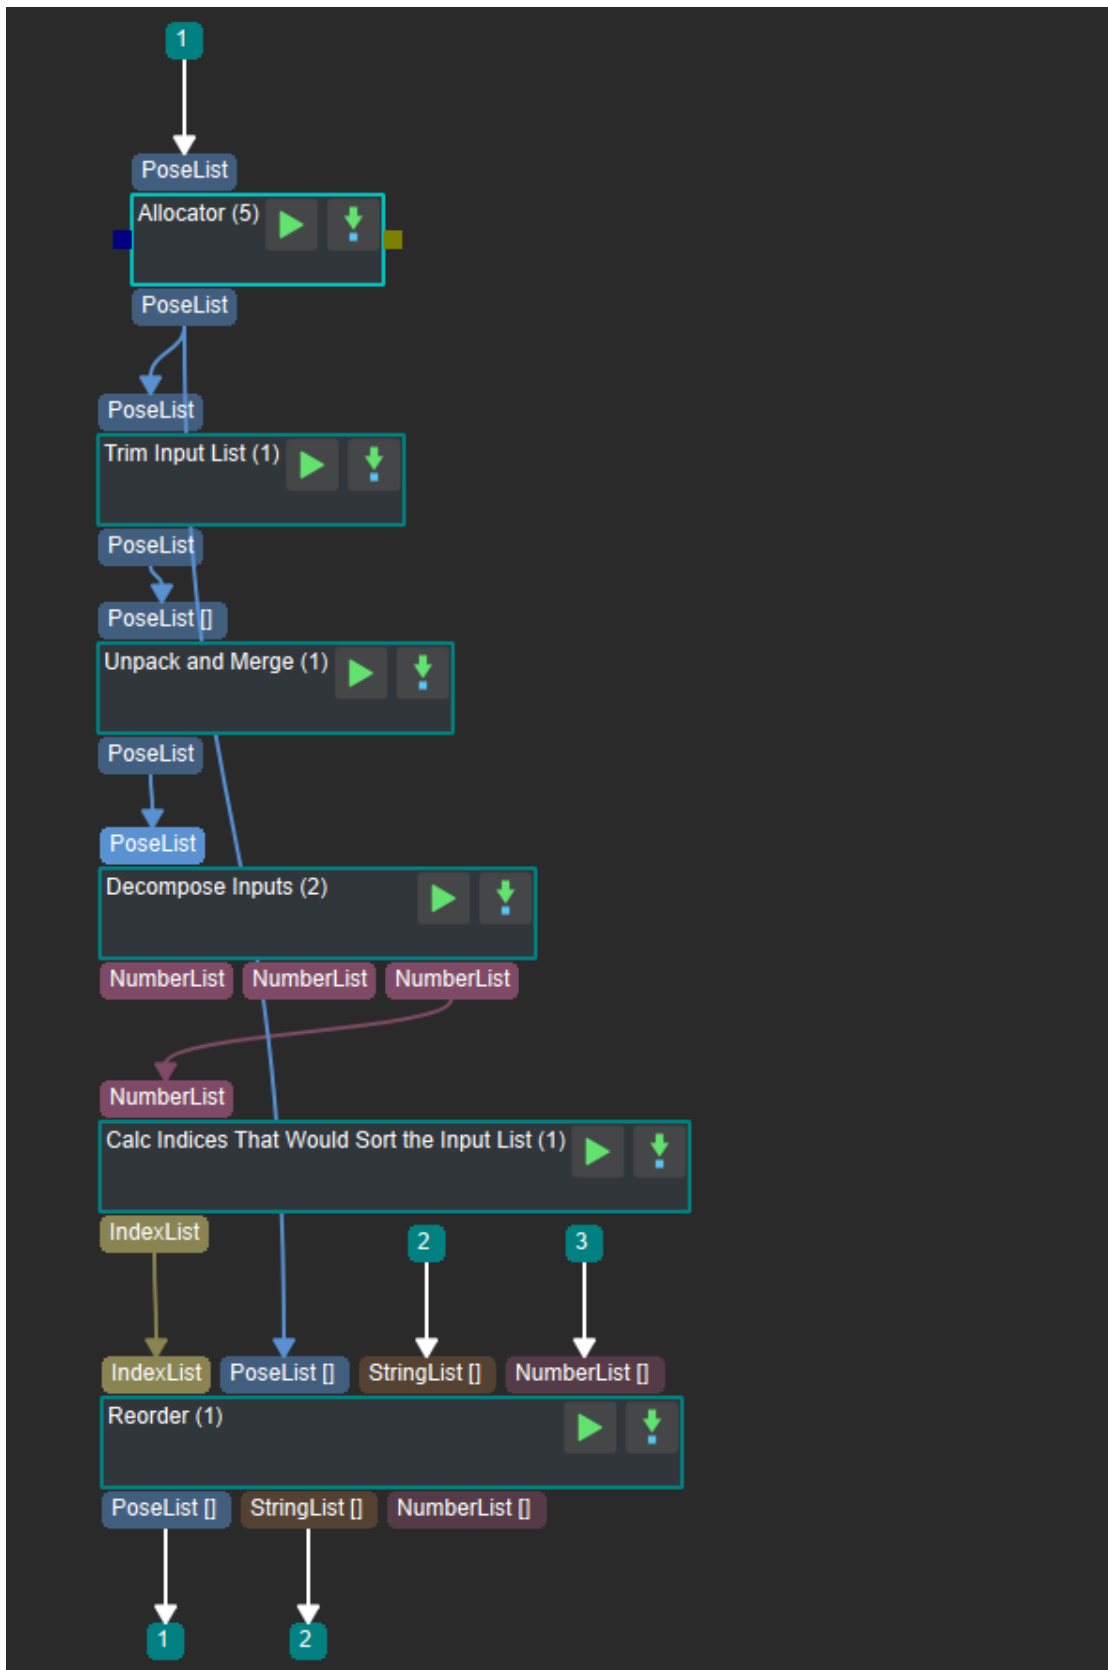 1
PoseList
Allocator (5)
PoseList
PoseList
Trim Input List (1)
PoseList
PoseList []
Unpack and Merge (1)
PoseList
PoseList
Decompose Inputs (2)
NumberList NumberList NumberList
NumberList
Calc Indices That Would Sort the Input List (1)
IndexList 2 3
IndexList PoseList [] StringList [] NumberList []
Reorder (1)
PoseList [] StringList [] NumberList []
1 2